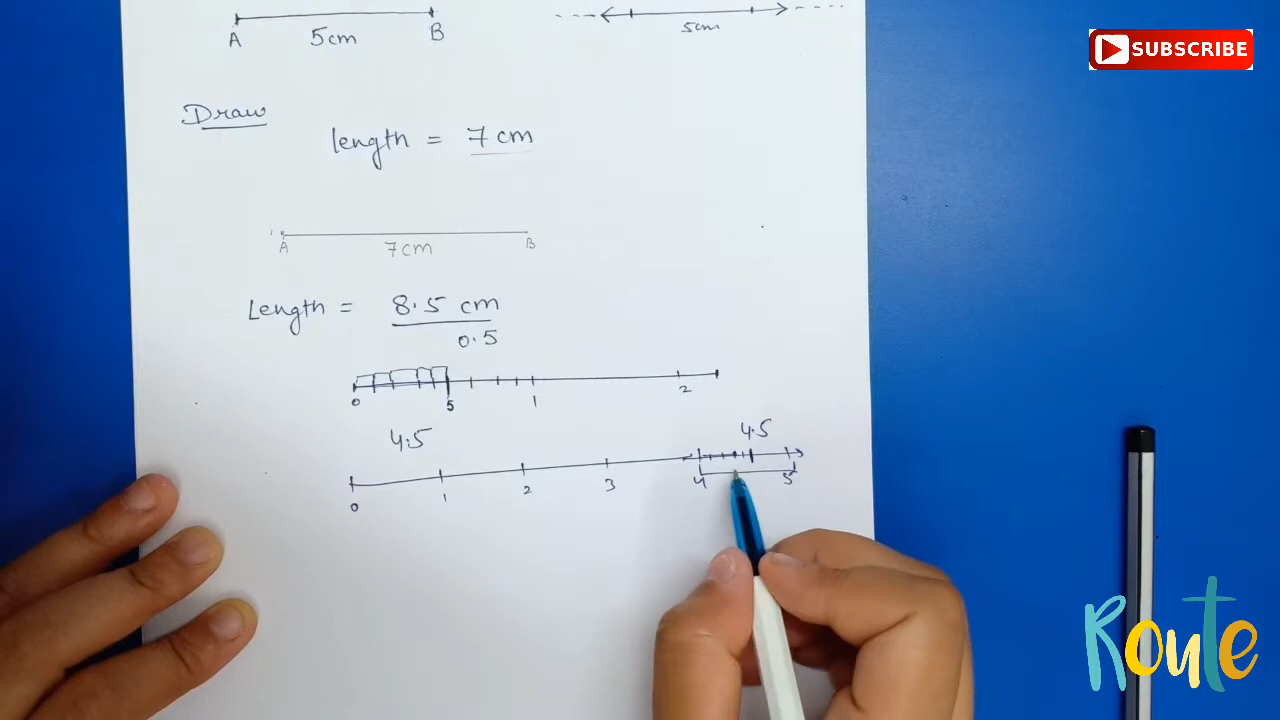 A 5cm B
5cm
SUBSCRIBE
Draw
length = 7 cm
A 7cm B
Length = 8.5 cm
0.5
0 5 1 2
4.5 4.5
0 1 2 3 4 5
Route